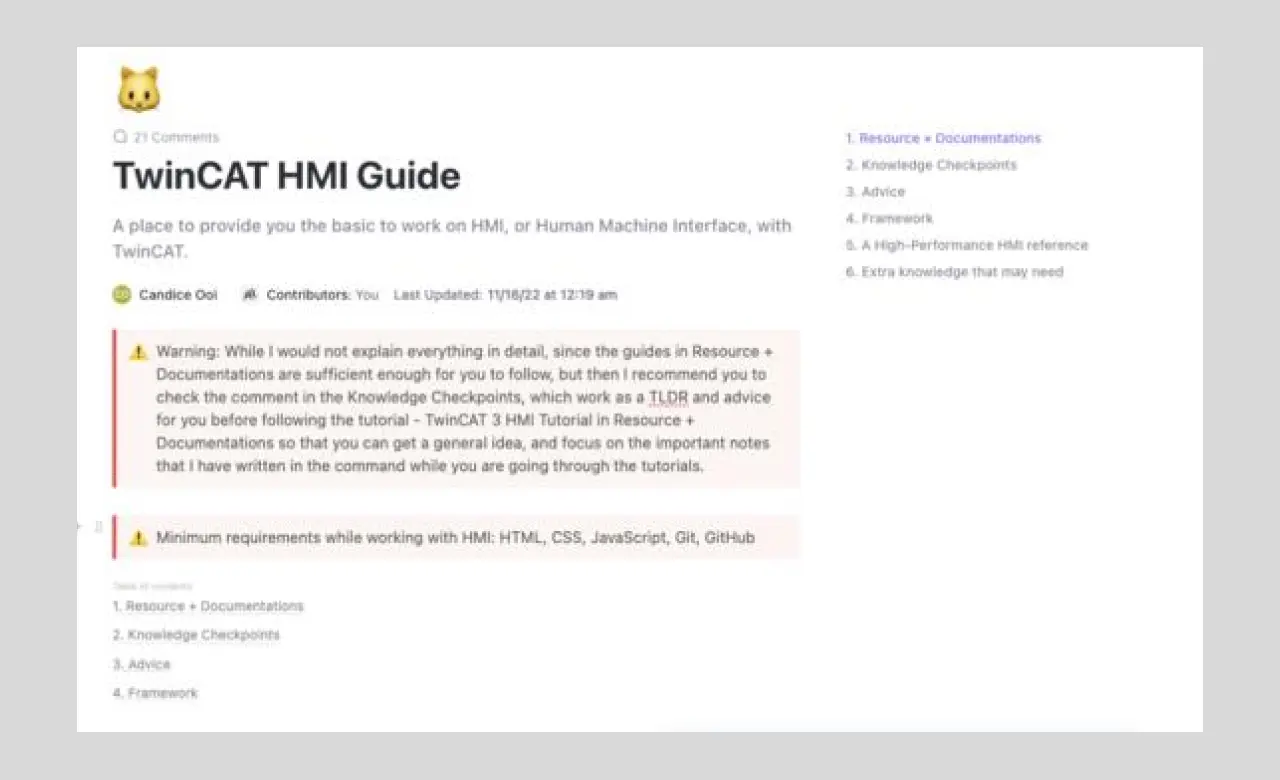 21 Comments
TwinCAT HMI Guide
A place to provide you the basic to work on HMI, or Human Machine Interface, with
TwinCAT.
Candice Ooi Contributors: You Last Updated: 11/16/22 at 12:19 am
Warning: While I would not explain everything in detail, since the guides in Resource +
Documentations are sufficient enough for you to follow, but then I recommend you to
check the comment in the Knowledge Checkpoints, which work as a TLDR and advice
for you before following the tutorial - TwinCAT 3 HMI Tutorial in Resource +
Documentations so that you can get a general idea, and focus on the important notes
that I have written in the command while you are going through the tutorials.
Minimum requirements while working with HMI: HTML, CSS, JavaScript, Git, GitHub
Table of contents
1. Resource + Documentations
2. Knowledge Checkpoints
3. Advice
4. Framework
1. Resource + Documentations
2. Knowledge Checkpoints
3. Advice
4. Framework
5. A High-Performance HMI reference
6. Extra knowledge that may need